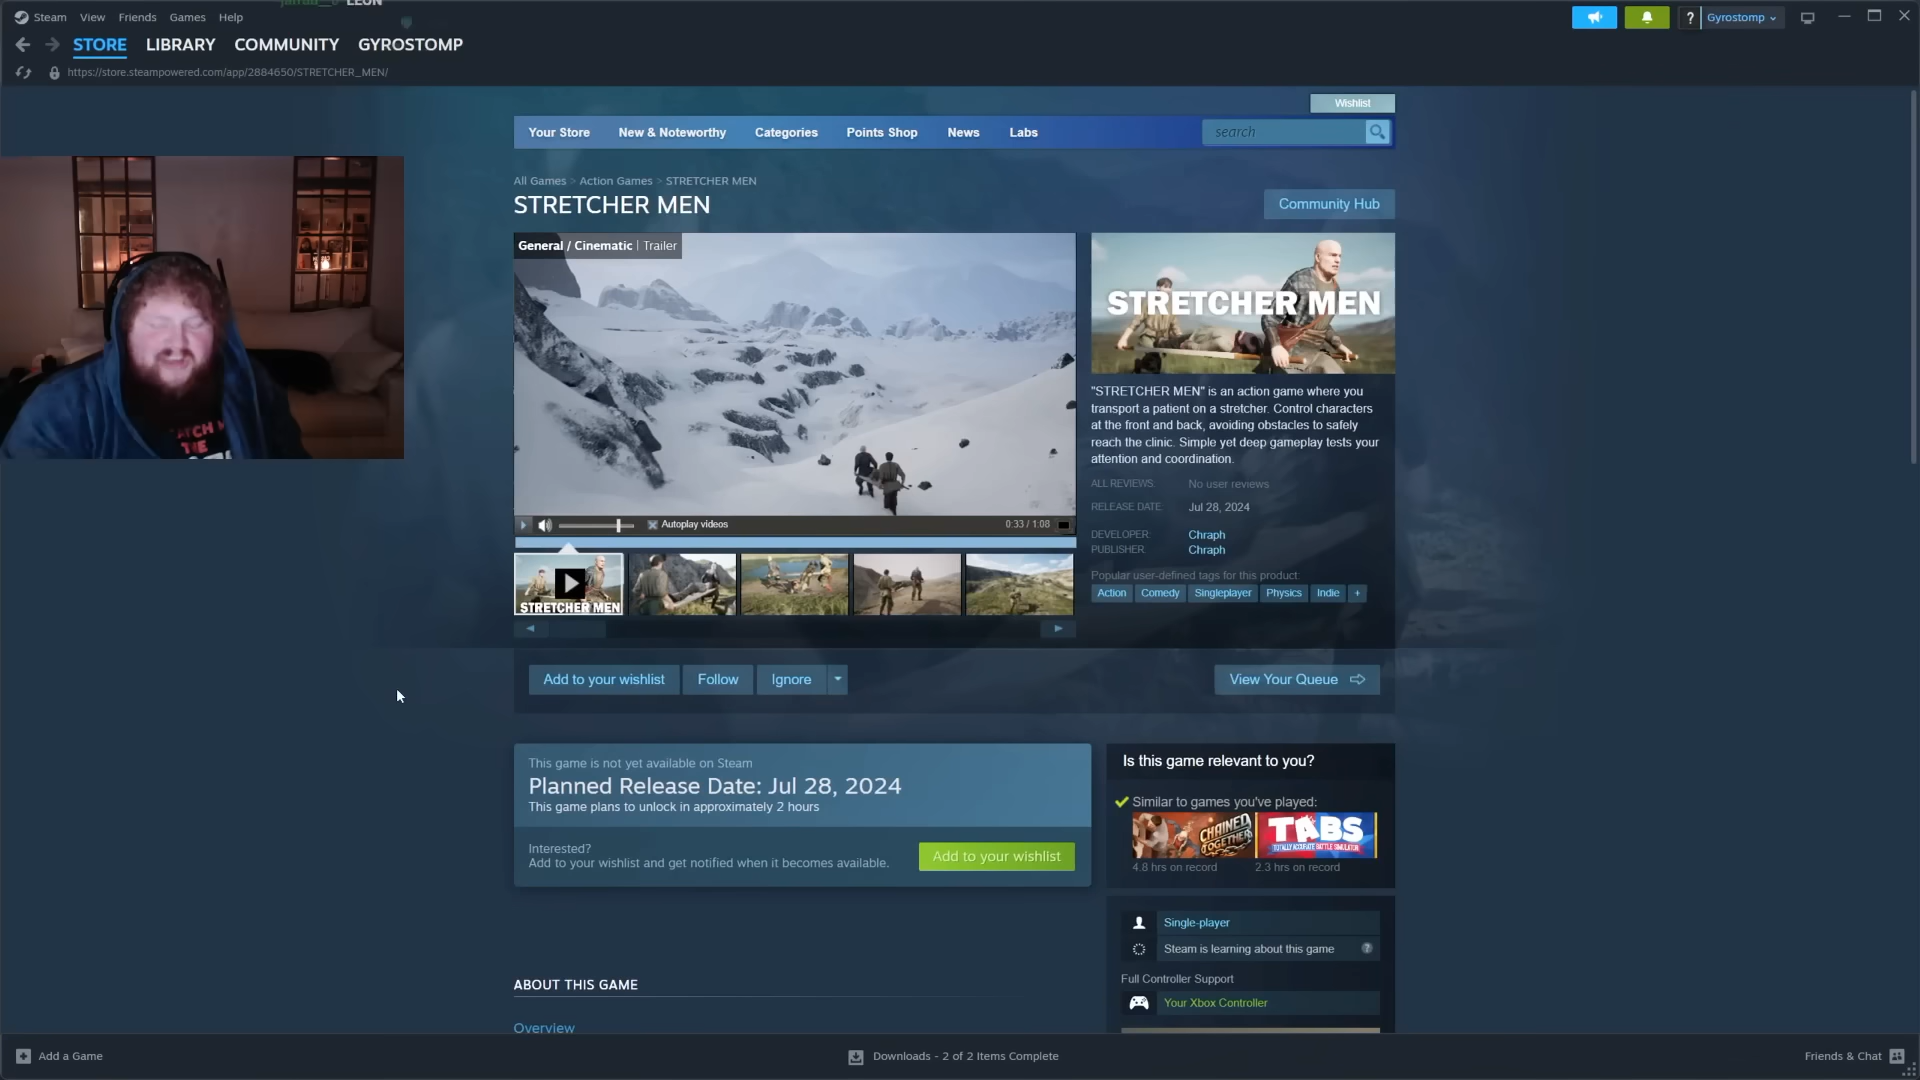 LEON
Steam
View
Friends
Games
Help
?
Gyrostomp
STORE
LIBRARY
COMMUNITY
GYROSTOMP
https://store.steampowered.com/app/2884650/STRETCHER_MEN/
Wishlist
Your Store
New & Noteworthy
Categories
Points Shop
News
Labs
search
All Games > Action Games > STRETCHER MEN
STRETCHER MEN
Community Hub
General / Cinematic | Trailer
STRETCHER MEN
"STRETCHER MEN" is an action game where you
transport a patient on a stretcher. Control characters
at the front and back, avoiding obstacles to safely
reach the clinic. Simple yet deep gameplay tests your
attention and coordination.
ALL REVIEWS: No user reviews
RELEASE DATE: Jul 28, 2024
DEVELOPER: Chraph
PUBLISHER: Chraph
Popular user-defined tags for this product:
Action
Comedy
Singleplayer
Physics
Indie
+
Autoplay videos
0:33 / 1:08
STRETCHER MEN
THE
Add to your wishlist
Follow
Ignore
View Your Queue
This game is not yet available on Steam
Planned Release Date: Jul 28, 2024
This game plans to unlock in approximately 2 hours
Interested?
Add to your wishlist and get notified when it becomes available.
Add to your wishlist
Is this game relevant to you?
Similar to games you've played:
CHAINED TOGETHER
TABS
TOTALLY ACCURATE BATTLE SIMULATOR
4.8 hrs on record
2.3 hrs on record
Single-player
Steam is learning about this game
?
Full Controller Support
Your Xbox Controller
ABOUT THIS GAME
Overview
Add a Game
Downloads - 2 of 2 Items Complete
Friends & Chat